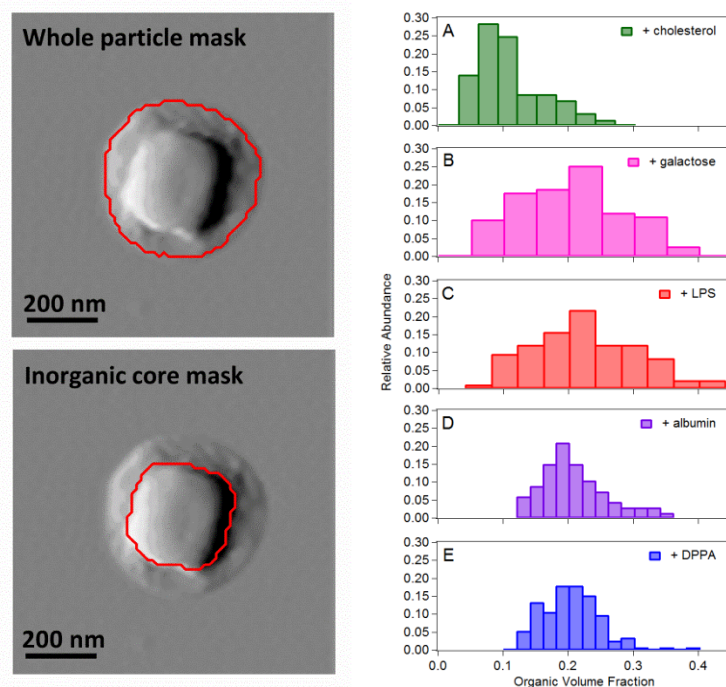 Whole particle mask
200 nm
Inorganic core mask
200 nm
Relative Abundance
A
+ cholesterol
0.30
0.25
0.20
0.15
0.10
0.05
0.00
B
+ galactose
0.30
0.25
0.20
0.15
0.10
0.05
0.00
C
+ LPS
0.30
0.25
0.20
0.15
0.10
0.05
0.00
D
+ albumin
0.30
0.25
0.20
0.15
0.10
0.05
0.00
E
+ DPPA
0.30
0.25
0.20
0.15
0.10
0.05
0.00
0.0 0.1 0.2 0.3 0.4
Organic Volume Fraction